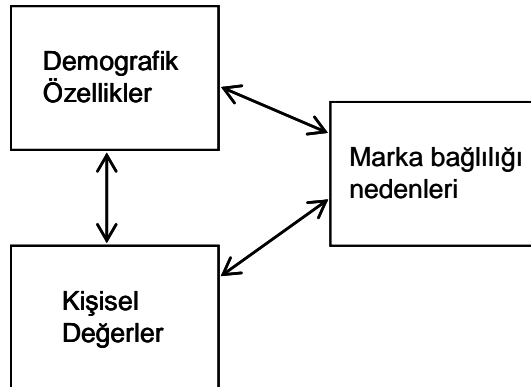 Demografik
Özellikler
Marka bağlılığı
nedenleri
Kişisel
Değerler